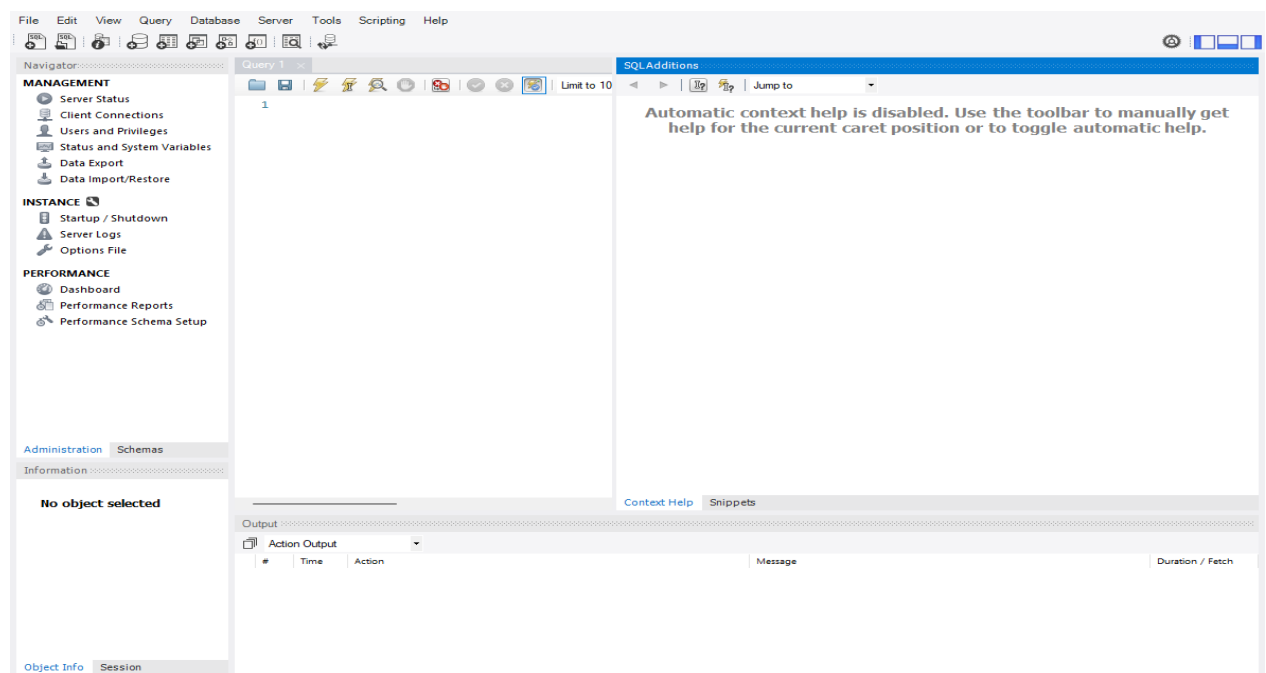 File Edit View Query Database Server Tools Scripting Help
Navigator
MANAGEMENT
Server Status
Client Connections
Users and Privileges
Status and System Variables
Data Export
Data Import/Restore
INSTANCE
Startup / Shutdown
Server Logs
Options File
PERFORMANCE
Dashboard
Performance Reports
Performance Schema Setup
Administration Schemas
Information
No object selected
Object Info Session
Query 1
Limit to 10
1
SQLAdditions
Jump to
Automatic context help is disabled. Use the toolbar to manually get
help for the current caret position or to toggle automatic help.
Context Help Snippets
Output
Action Output
# Time Action Message Duration / Fetch